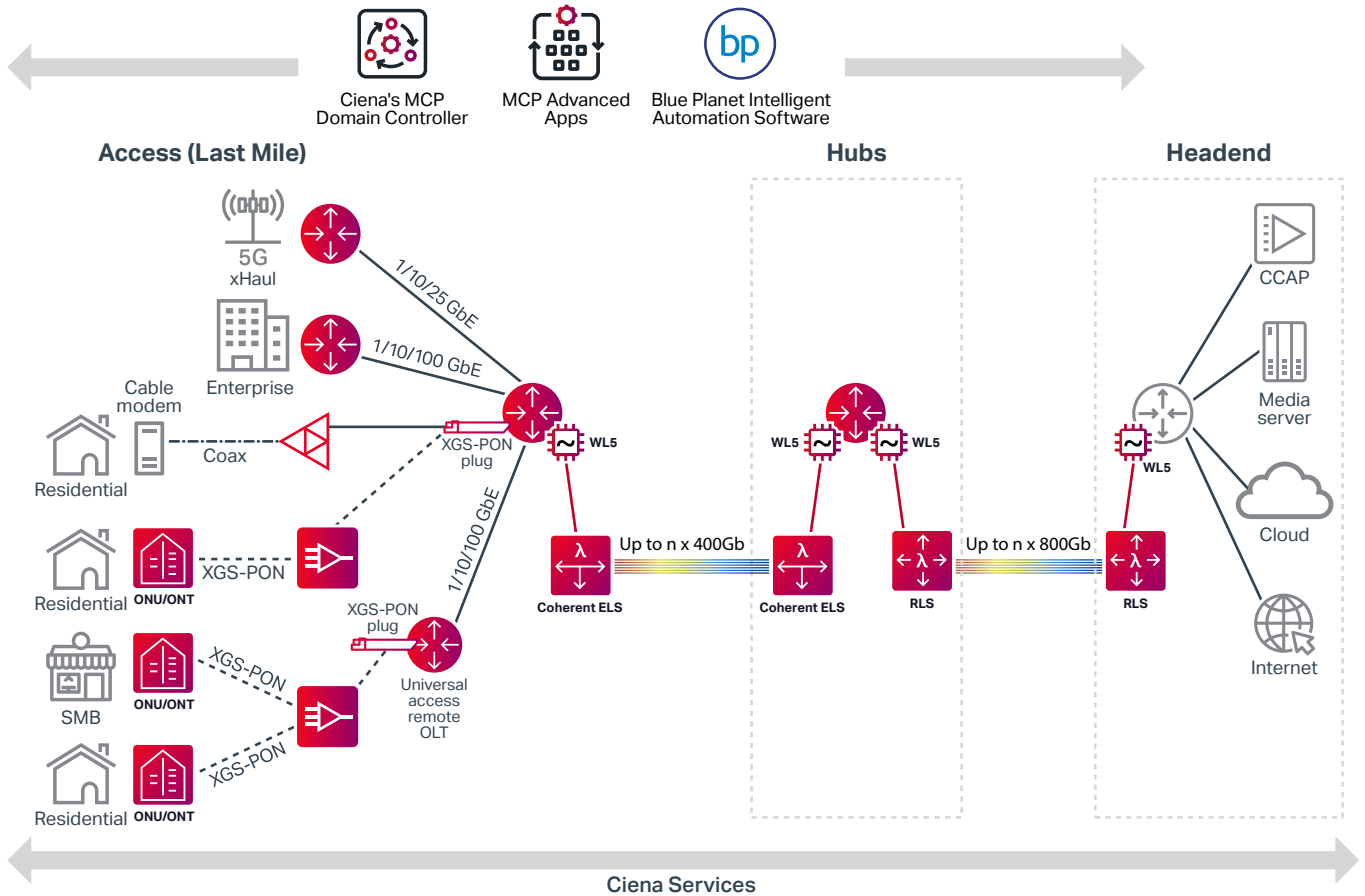 bp
Ciena's MCP
Domain Controller
MCP Advanced
Apps
Blue Planet Intelligent
Automation Software
Access (Last Mile)
Hubs
Headend
5G
xHaul
1/10/25 GbE
Enterprise
1/10/100 GbE
Cable
modem
Residential
Coax
XGS-PON
plug
WL5
1/10/100 GbE
Residential
ONU/ONT
XGS-PON
XGS-PON
plug
Universal
access
remote
OLT
SMB
ONU/ONT
XGS-PON
Residential
ONU/ONT
XGS-PON
λ
Coherent ELS
Up to n x 400Gb
WL5
WL5
λ
Coherent ELS
λ
RLS
Up to n x 800Gb
WL5
λ
RLS
CCAP
Media
server
Cloud
Internet
Ciena Services